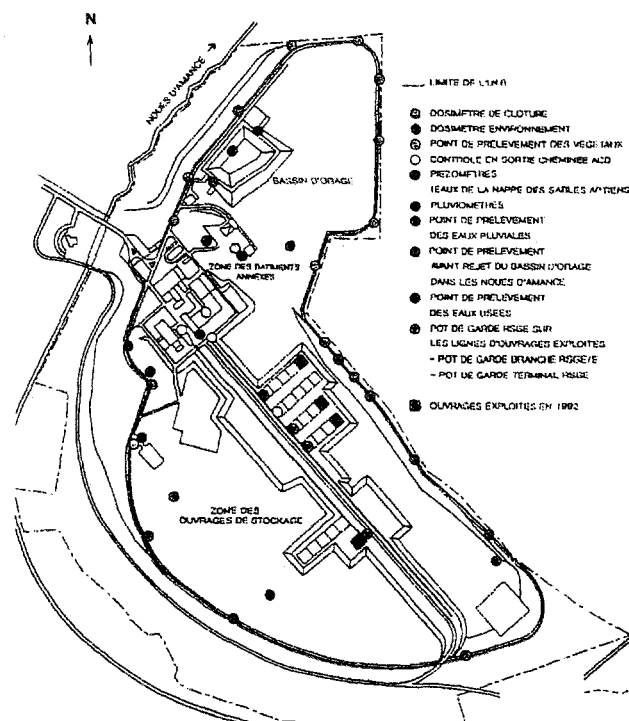 N
NOUES D'AMANCE
LIMITE DE L'I.N.B
DOSIMETRE DE CLOTURE
DOSIMETRE ENVIRONNEMENT
POINT DE PRELEVEMENT DES VEGETAUX
CONTROLE EN SORTIE CHEMINEE ACD
PIEZOMETRES
(EAUX DE LA NAPPE DES SABLES APTIENS
PLUVIOMETRES
POINT DE PRELEVEMENT
DES EAUX PLUVIALES
POINT DE PRELEVEMENT
AVANT REJET DU BASSIN D'ORAGE
DANS LES NOUES D'AMANCE
POINT DE PRELEVEMENT
DES EAUX USEES
POT DE GARDE RSGE SUR
LES LIGNES D'OUVRAGES EXPLOITES
- POT DE GARDE BRANCHE RSGE/E
- POT DE GARDE TERMINAL RSGE
OUVRAGES EXPLOITES EN 1992
BASSIN D'ORAGE
ZONE DES BATIMENTS
ANNEXES
ZONE DES
OUVRAGES DE STOCKAGE